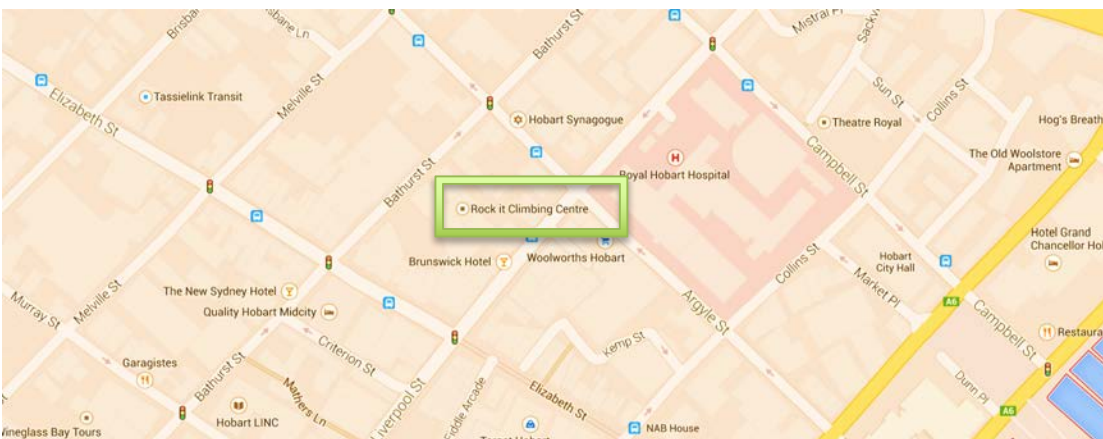 Brisbane Ln
Bathurst St
Mistral Pl
Elizabeth St
Tassielink Transit
Melville St
Sun St
Collins St
Hobart Synagogue
Theatre Royal
Hog's Breath
The Old Woolstore
Apartment
Campbell St
H
Royal Hobart Hospital
Bathurst St
Rock it Climbing Centre
Brunswick Hotel
Woolworths Hobart
Hotel Grand
Chancellor Ho
Hobart
City Hall
Collins St
Market Pl
The New Sydney Hotel
Quality Hobart Midcity
Murray St
Melville St
Argyle St
A6
Campbell St
Restaura
Garagistes
Criterion St
Kemp St
Bathurst St
Mathers Ln
Liverpool St
Elizabeth St
Dunn Pl
A6
Hobart LINC
Wineglass Bay Tours
NAB House